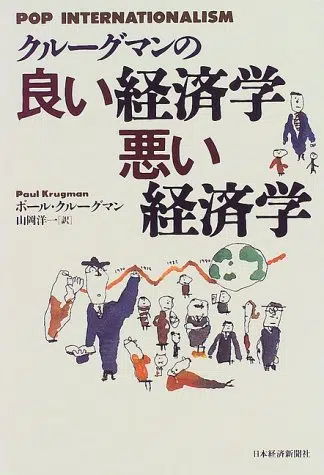 POP INTERNATIONALISM
クルーグマンの
良い経済学
悪い
経済学
Paul Krugman
ポール・クルーグマン
山岡洋一[訳]
日本経済新聞社